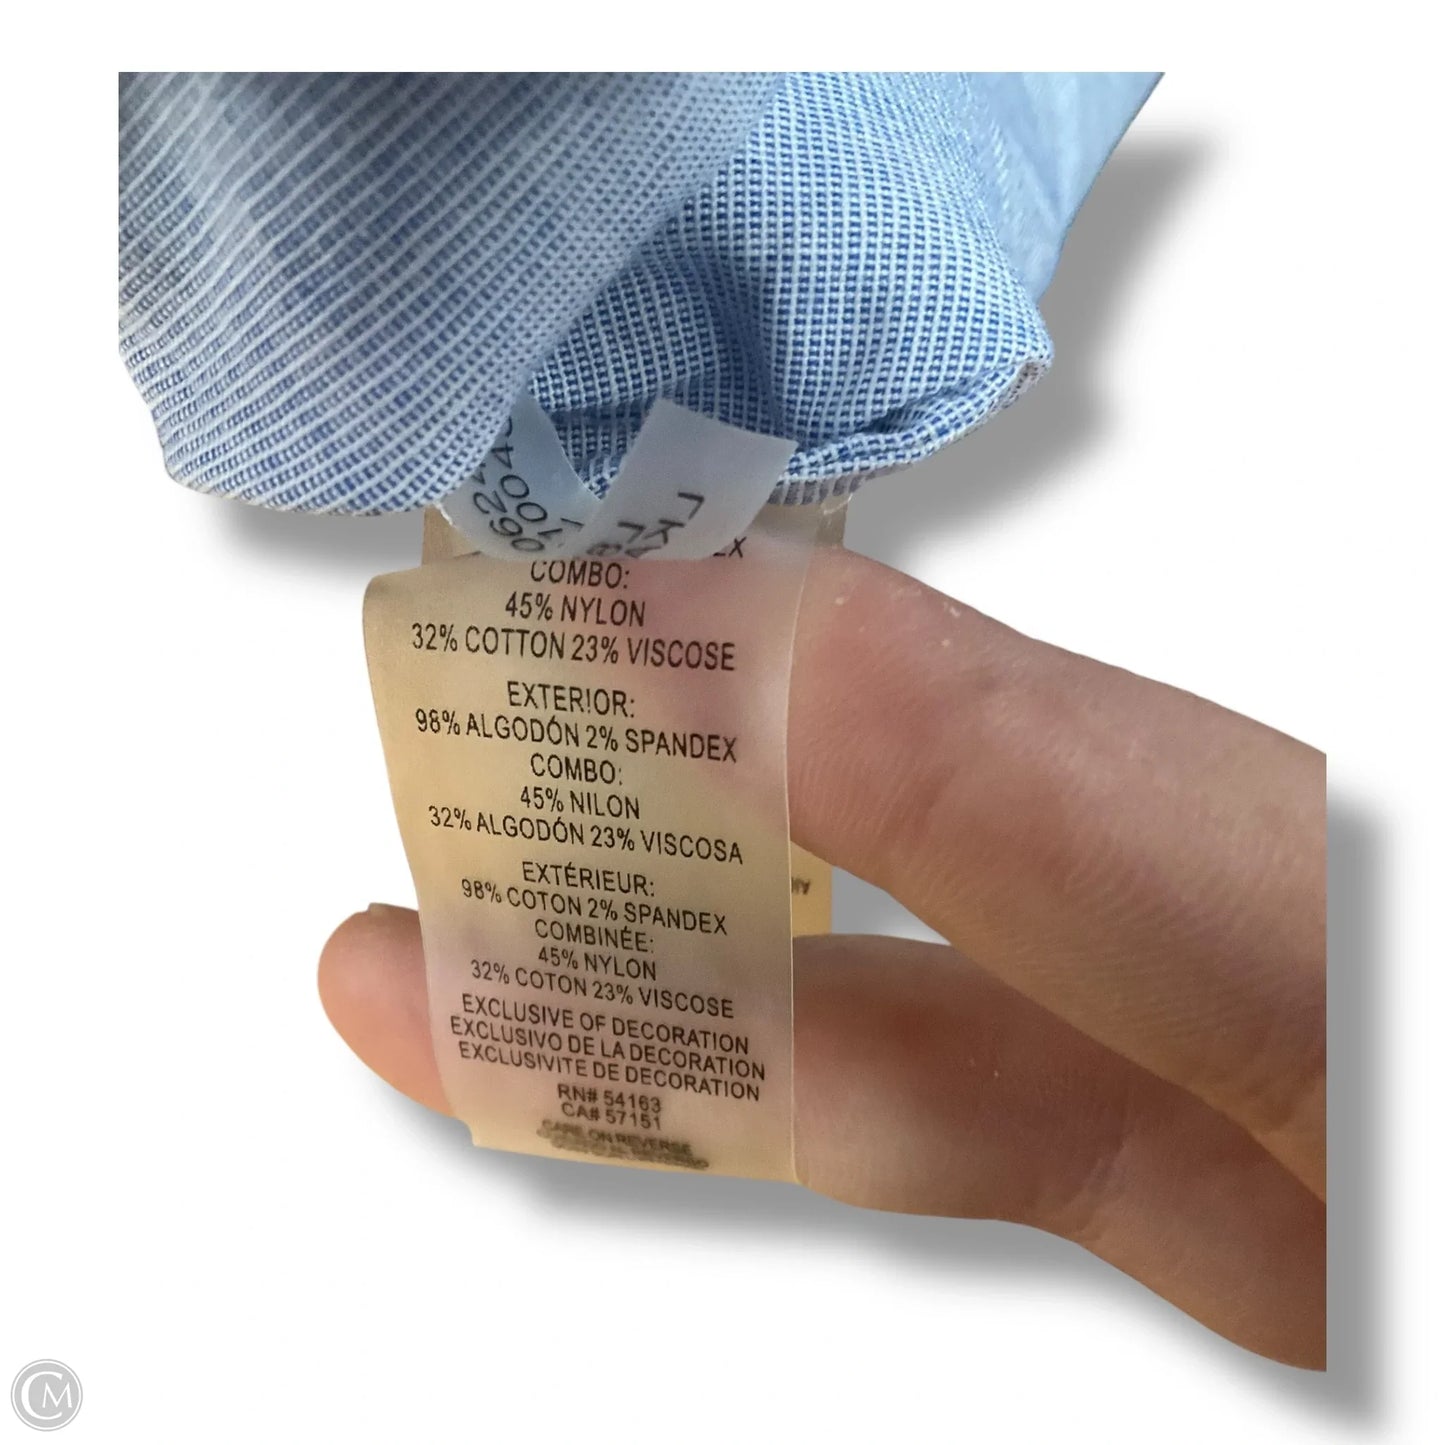 COMBO:
45% NYLON
32% COTTON 23% VISCOSE
EXTERIOR:
98% ALGODÓN 2% SPANDEX
COMBO:
45% NILON
32% ALGODÓN 23% VISCOSA
EXTÉRIEUR:
98% COTON 2% SPANDEX
COMBINÉE:
45% NYLON
32% COTON 23% VISCOSE
EXCLUSIVE OF DECORATION
EXCLUSIVO DE LA DECORATION
EXCLUSIVITE DE DECORATION
RN# 54163
CA# 57151
CARE ON REVERSE
CM